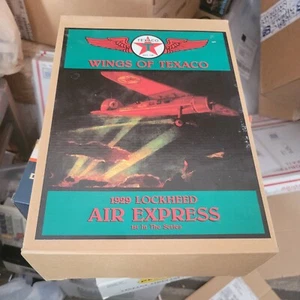 TEXACO
WINGS OF TEXACO
1929 LOCKHEED
AIR EXPRESS